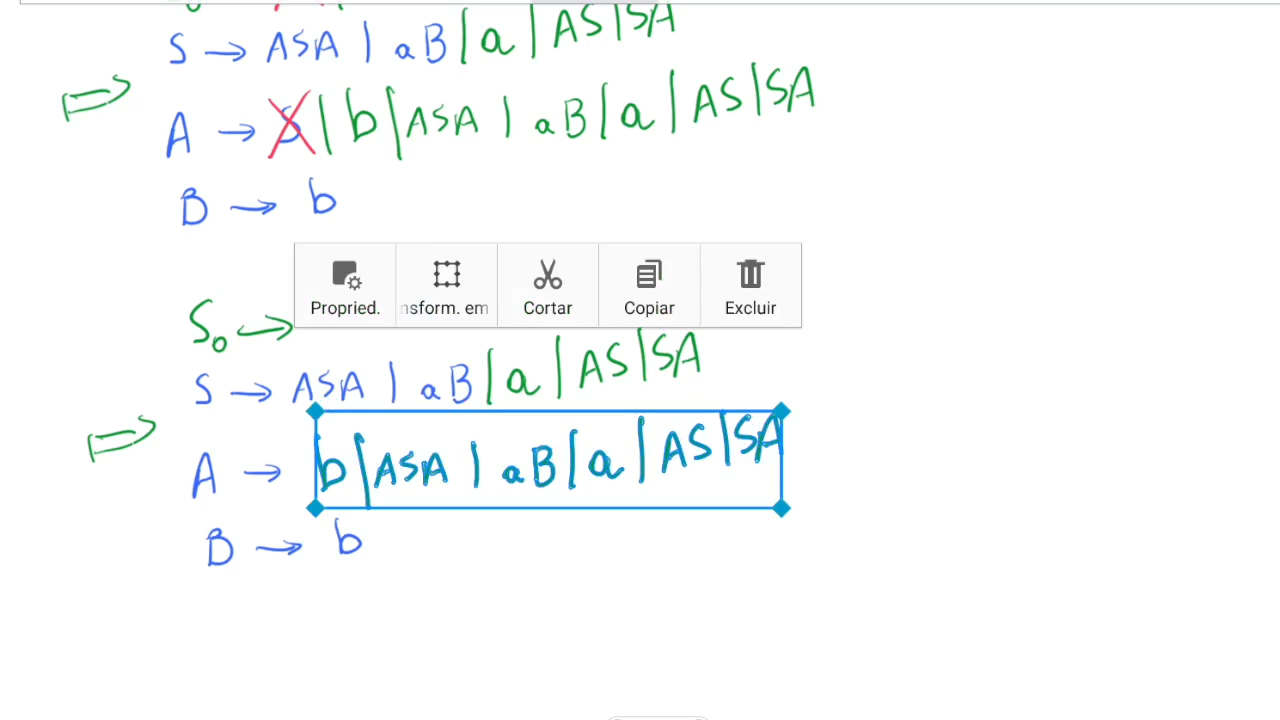 S → ASA | aB | a | AS | SA
A → S | b | ASA | aB | a | AS | SA
B → b
Propried. nsform. em Cortar Copiar Excluir
S₀ →
S → ASA | aB | a | AS | SA
A → b | ASA | aB | a | AS | SA
B → b